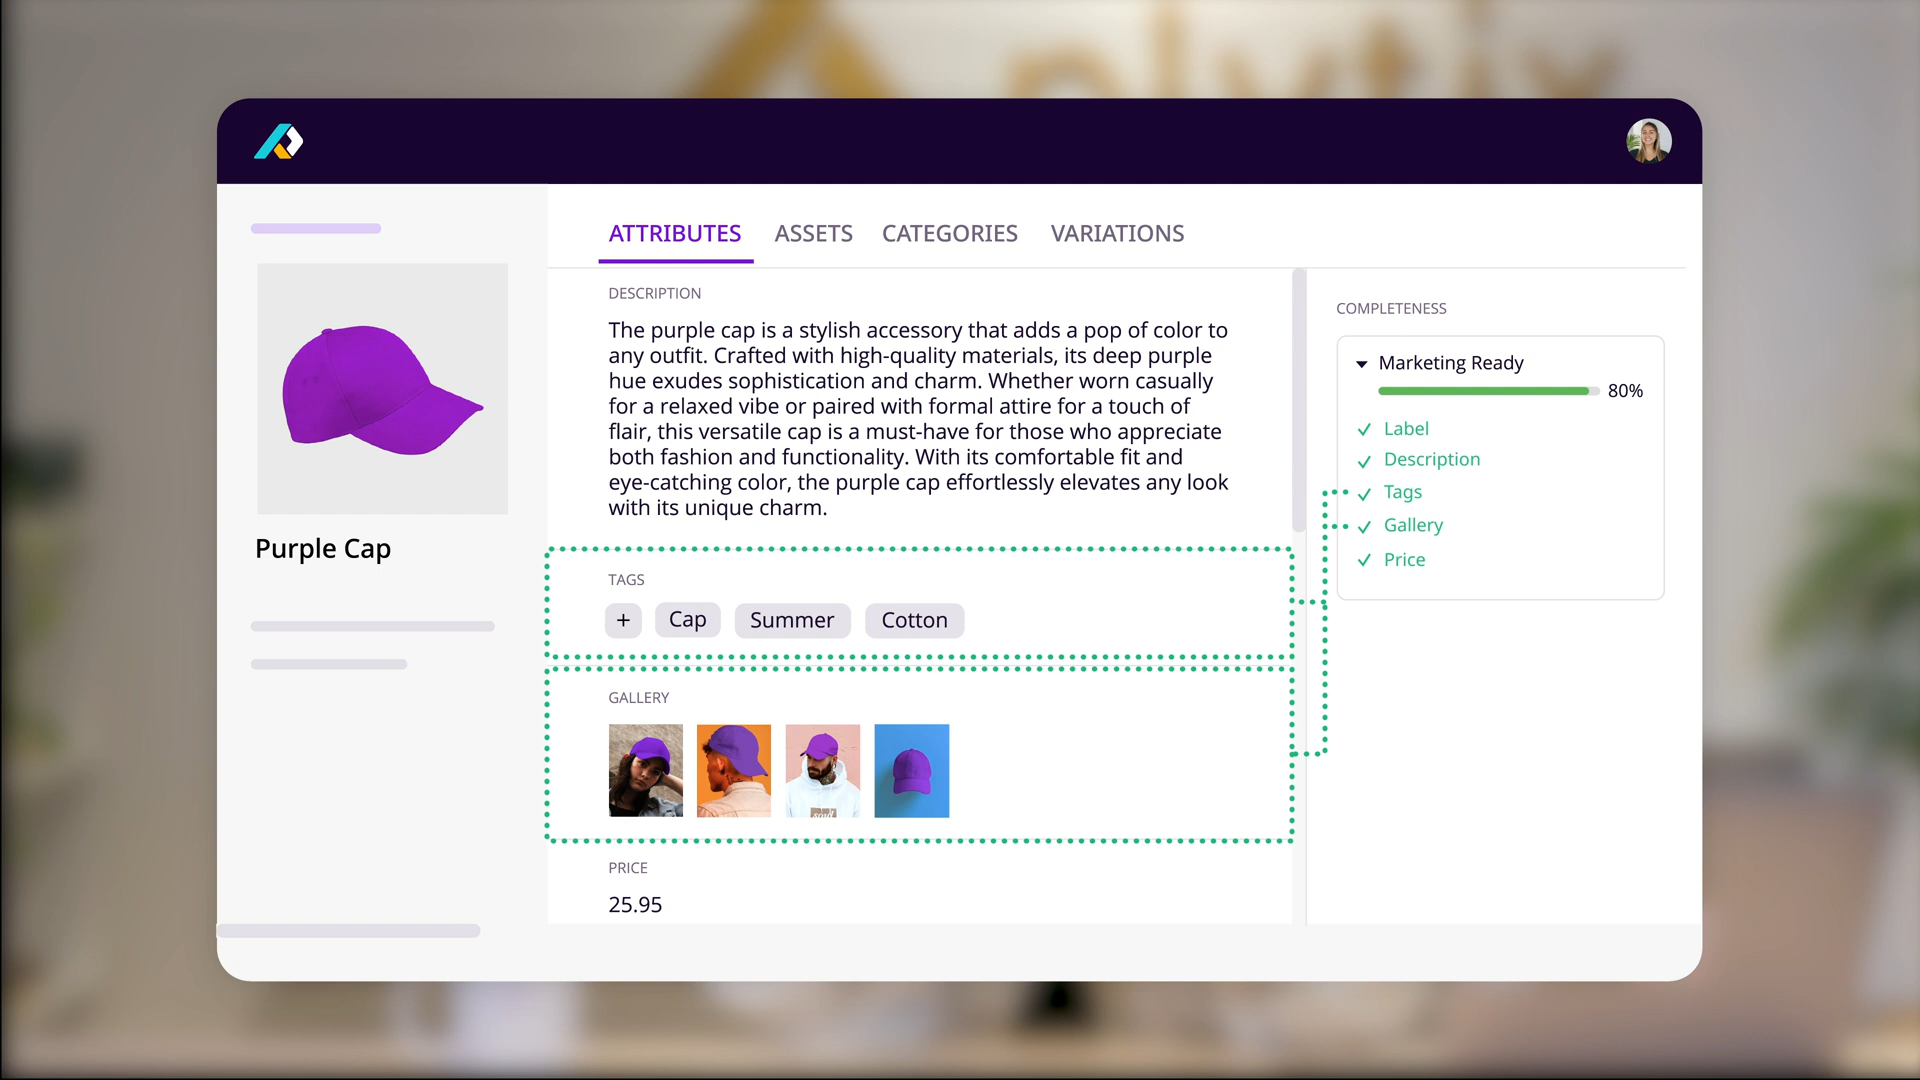 ATTRIBUTES ASSETS CATEGORIES VARIATIONS
DESCRIPTION
The purple cap is a stylish accessory that adds a pop of color to
any outfit. Crafted with high-quality materials, its deep purple
hue exudes sophistication and charm. Whether worn casually
for a relaxed vibe or paired with formal attire for a touch of
flair, this versatile cap is a must-have for those who appreciate
both fashion and functionality. With its comfortable fit and
eye-catching color, the purple cap effortlessly elevates any look
with its unique charm.
Purple Cap
TAGS
+ Cap Summer Cotton
GALLERY
PRICE
25.95
COMPLETENESS
Marketing Ready
80%
Label
Description
Tags
Gallery
Price